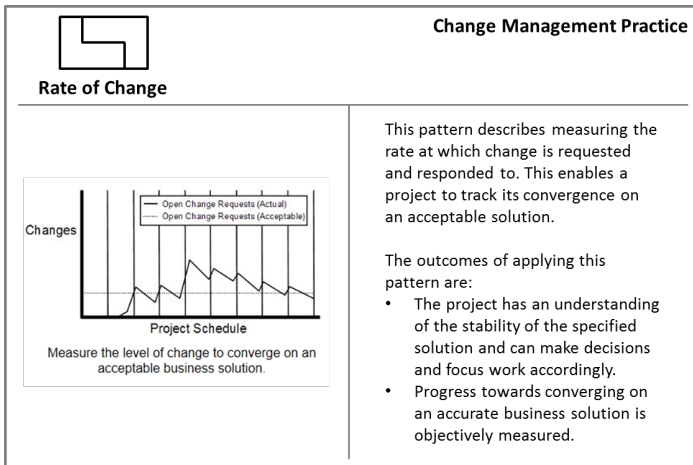 Change Management Practice
Rate of Change
Changes
Open Change Requests (Actual)
Open Change Requests (Acceptable)
Project Schedule
Measure the level of change to converge on an
acceptable business solution.
This pattern describes measuring the
rate at which change is requested
and responded to. This enables a
project to track its convergence on
an acceptable solution.
The outcomes of applying this
pattern are:
• The project has an understanding
of the stability of the specified
solution and can make decisions
and focus work accordingly.
• Progress towards converging on
an accurate business solution is
objectively measured.